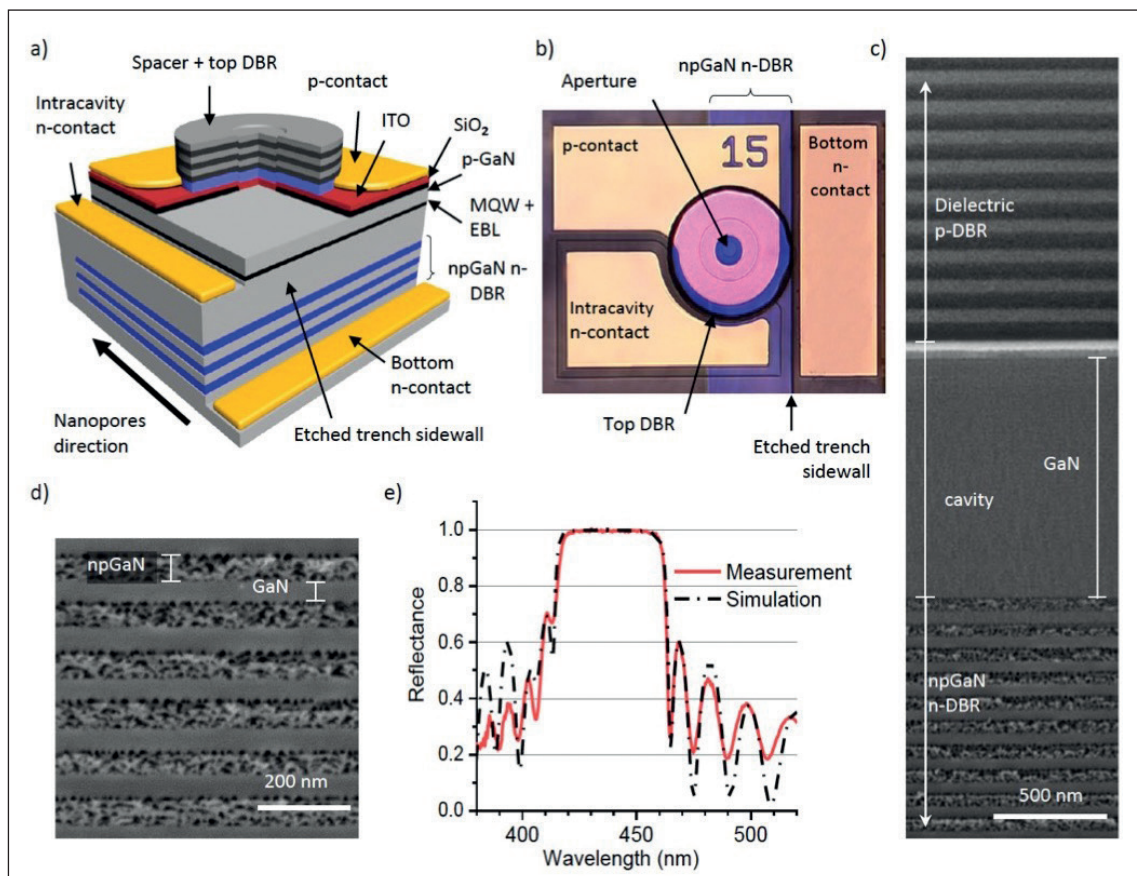 a)
Spacer + top DBR
p-contact
Intracavity
n-contact
ITO
SiO₂
p-GaN
MQW +
EBL
npGaN n-
DBR
Bottom
n-contact
Etched trench sidewall
Nanopores
direction
b)
npGaN n-DBR
Aperture
p-contact
15
Bottom
n-
contact
Intracavity
n-contact
Top DBR
Etched trench
sidewall
c)
Dielectric
p-DBR
GaN
cavity
npGaN
n-DBR
500 nm
d)
npGaN
GaN
200 nm
e)
1.0
0.8
0.6
0.4
0.2
0.0
Reflectance
Measurement
Simulation
400
450
500
Wavelength (nm)